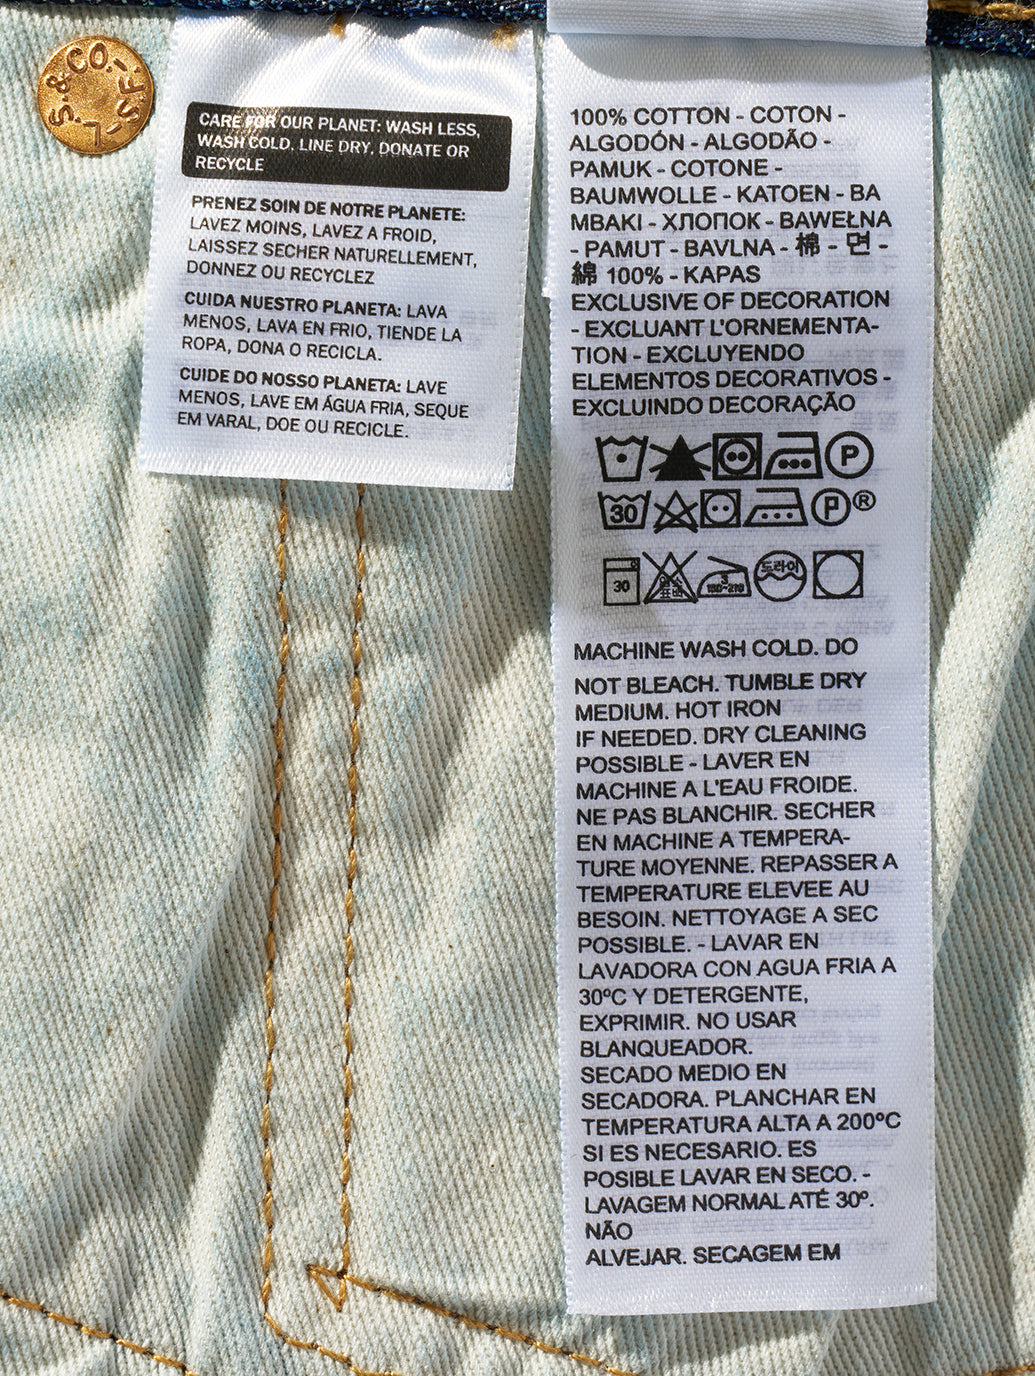 L.S.&CO.-S.F.-
CARE FOR OUR PLANET: WASH LESS,
WASH COLD, LINE DRY, DONATE OR
RECYCLE
PRENEZ SOIN DE NOTRE PLANETE:
LAVEZ MOINS, LAVEZ A FROID,
LAISSEZ SECHER NATURELLEMENT,
DONNEZ OU RECYCLEZ
CUIDA NUESTRO PLANETA: LAVA
MENOS, LAVA EN FRIO, TIENDE LA
ROPA, DONA O RECICLA.
CUIDE DO NOSSO PLANETA: LAVE
MENOS, LAVE EM ÁGUA FRIA, SEQUE
EM VARAL, DOE OU RECICLE.
100% COTTON - COTON -
ALGODÓN - ALGODÃO -
PAMUK - COTONE -
BAUMWOLLE - KATOEN - BA
MBAKI - ХЛОПОК - BAWEŁNA
- PAMUT - BAVLNA - 棉 - 면 -
綿 100% - KAPAS
EXCLUSIVE OF DECORATION
- EXCLUANT L'ORNEMENTA-
TION - EXCLUYENDO
ELEMENTOS DECORATIVOS -
EXCLUINDO DECORAÇÃO
P
30 P ®
30 염소표백 3 180~210 드라이
MACHINE WASH COLD. DO
NOT BLEACH. TUMBLE DRY
MEDIUM. HOT IRON
IF NEEDED. DRY CLEANING
POSSIBLE - LAVER EN
MACHINE A L'EAU FROIDE.
NE PAS BLANCHIR. SECHER
EN MACHINE A TEMPERA-
TURE MOYENNE. REPASSER A
TEMPERATURE ELEVEE AU
BESOIN. NETTOYAGE A SEC
POSSIBLE. - LAVAR EN
LAVADORA CON AGUA FRIA A
30ºC Y DETERGENTE,
EXPRIMIR. NO USAR
BLANQUEADOR.
SECADO MEDIO EN
SECADORA. PLANCHAR EN
TEMPERATURA ALTA A 200ºC
SI ES NECESARIO. ES
POSIBLE LAVAR EN SECO. -
LAVAGEM NORMAL ATÉ 30º.
NÃO
ALVEJAR. SECAGEM EM